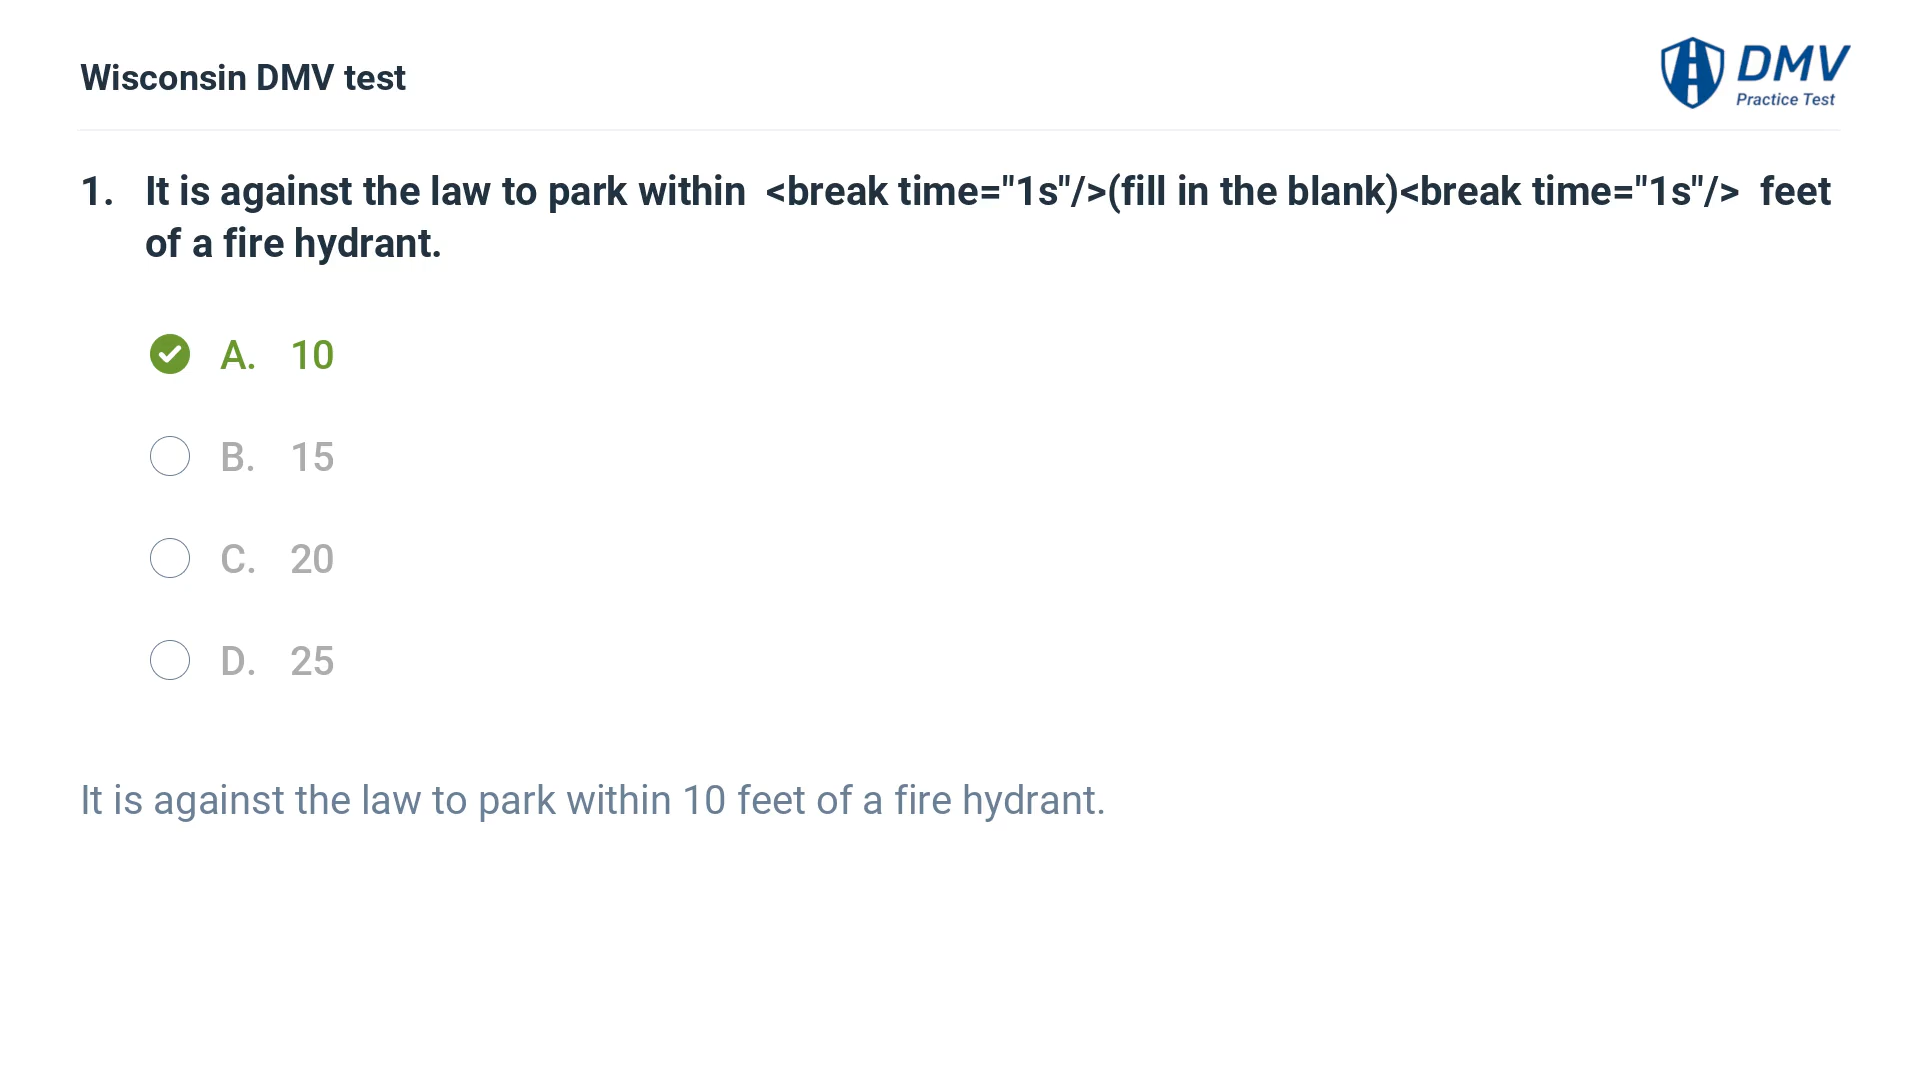 Wisconsin DMV test
DMV
Practice Test
1. It is against the law to park within  <break time="1s"/>(fill in the blank)<break time="1s"/>  feet
of a fire hydrant.
A. 10
B. 15
C. 20
D. 25
It is against the law to park within 10 feet of a fire hydrant.